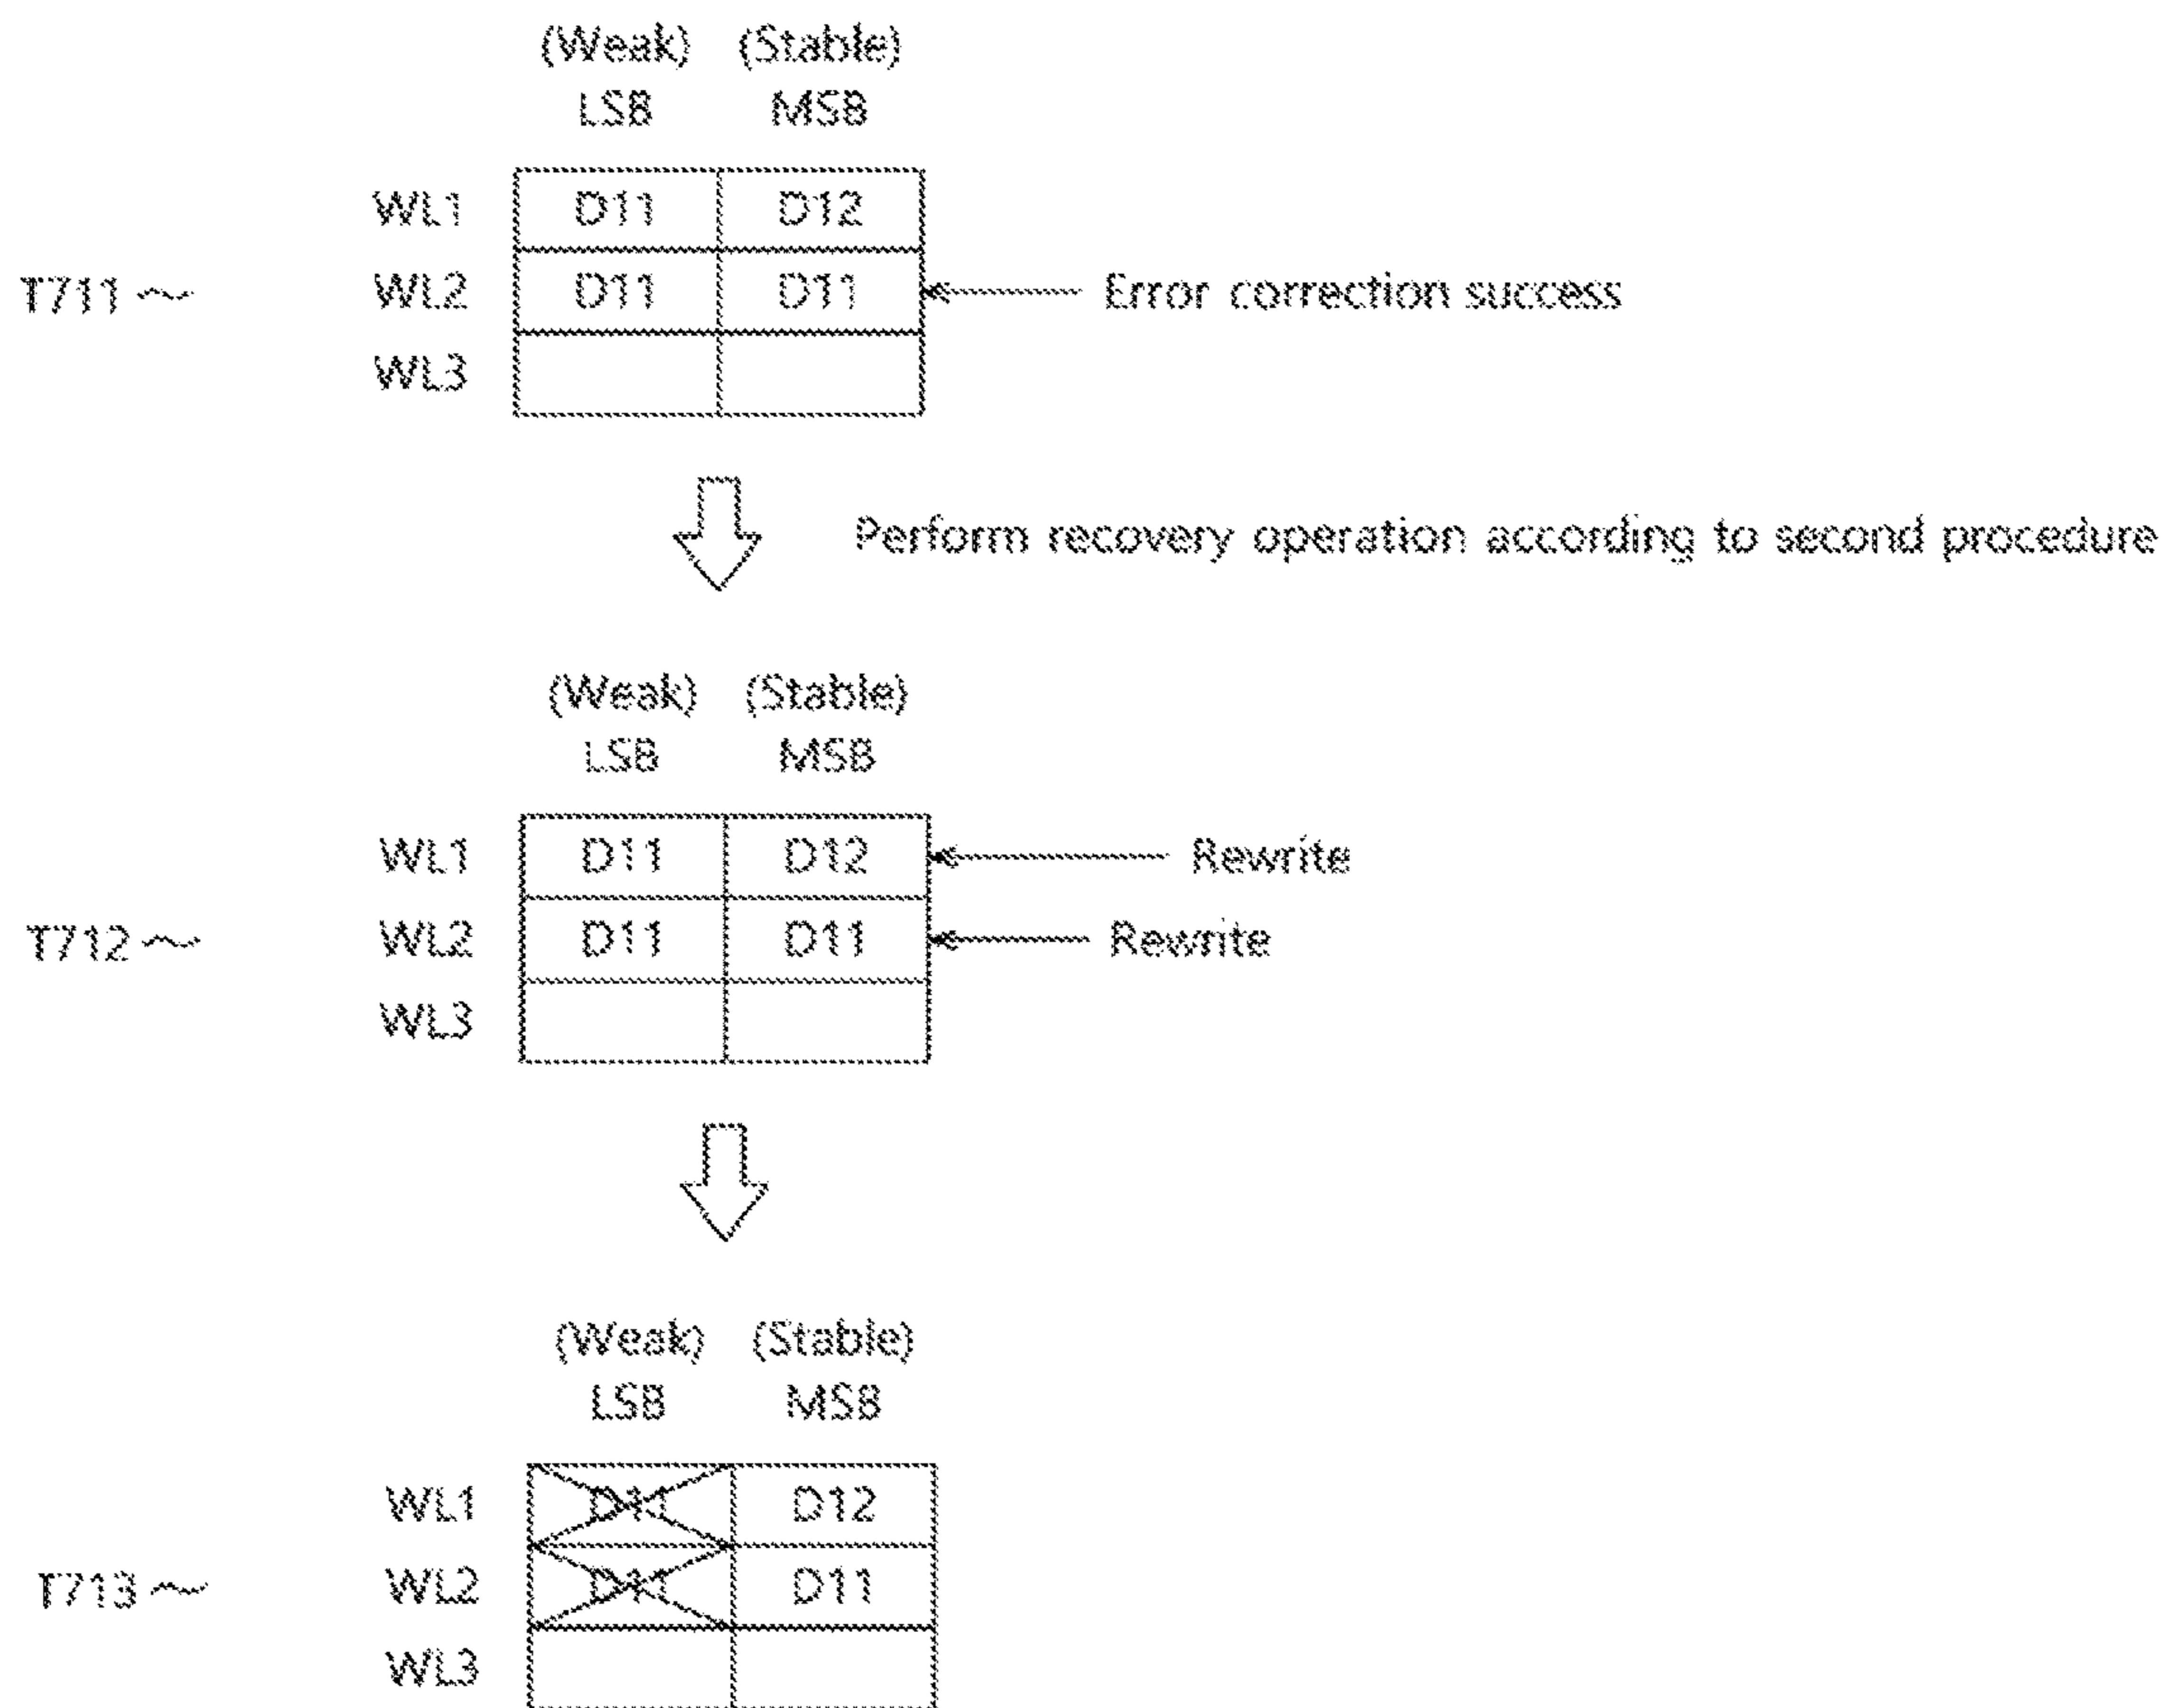 (Weak) (Stable)
LSB MSB
WL1 D11 D12
T711 WL2 D11 D11 Error correction success
WL3
Perform recovery operation according to second procedure
(Weak) (Stable)
LSB MSB
WL1 D11 D12 Rewrite
T712 WL2 D11 D11 Rewrite
WL3
(Weak) (Stable)
LSB MSB
WL1 D11 D12
T713 WL2 D11 D11
WL3